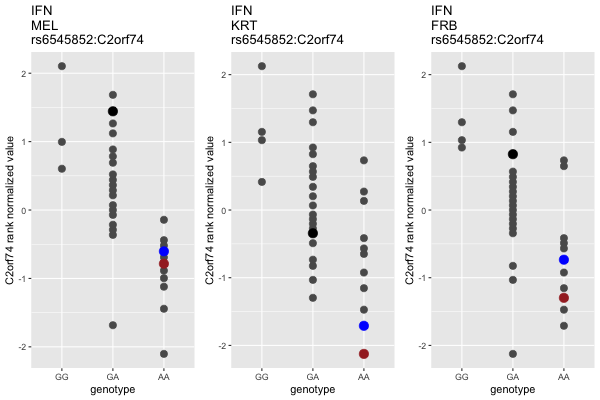 IFN
MEL
rs6545852:C2orf74
C2orf74 rank normalized value
2
1
0
-1
-2
GG GA AA
genotype
IFN
KRT
rs6545852:C2orf74
C2orf74 rank normalized value
2
1
0
-1
-2
GG GA AA
genotype
IFN
FRB
rs6545852:C2orf74
C2orf74 rank normalized value
2
1
0
-1
-2
GG GA AA
genotype